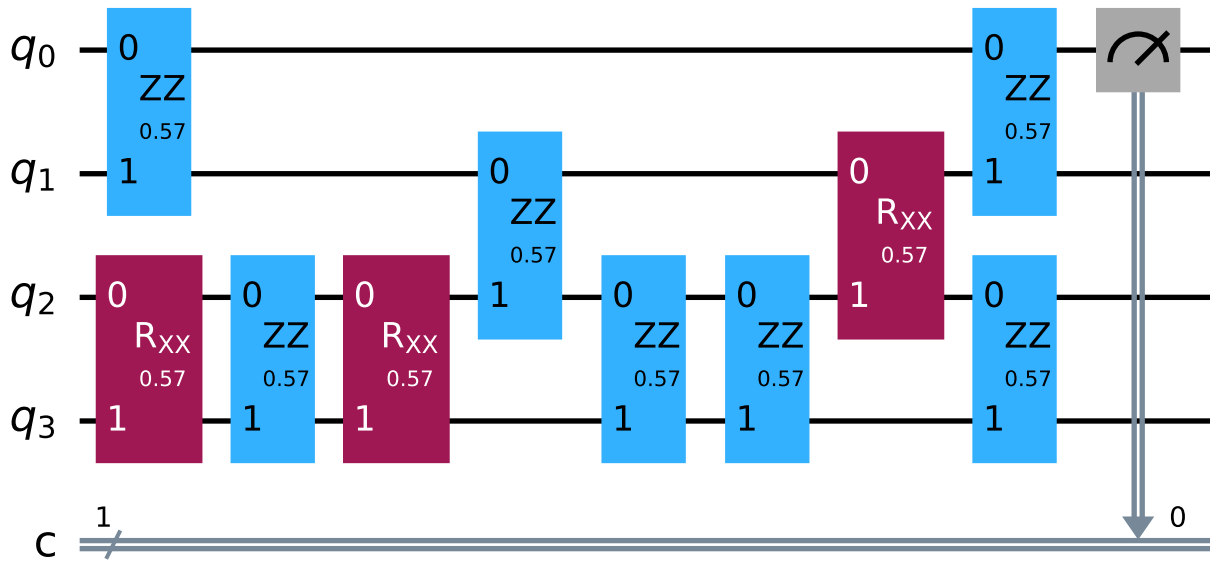 q0 0 0
ZZ ZZ
0.57 0.57
q1 1 0 0 1
ZZ RXX
0.57 0.57
q2 0 0 0 1 0 0 1 0
RXX ZZ RXX ZZ ZZ ZZ
0.57 0.57 0.57 0.57 0.57 0.57
q3 1 1 1 1 1 1
1 0
c